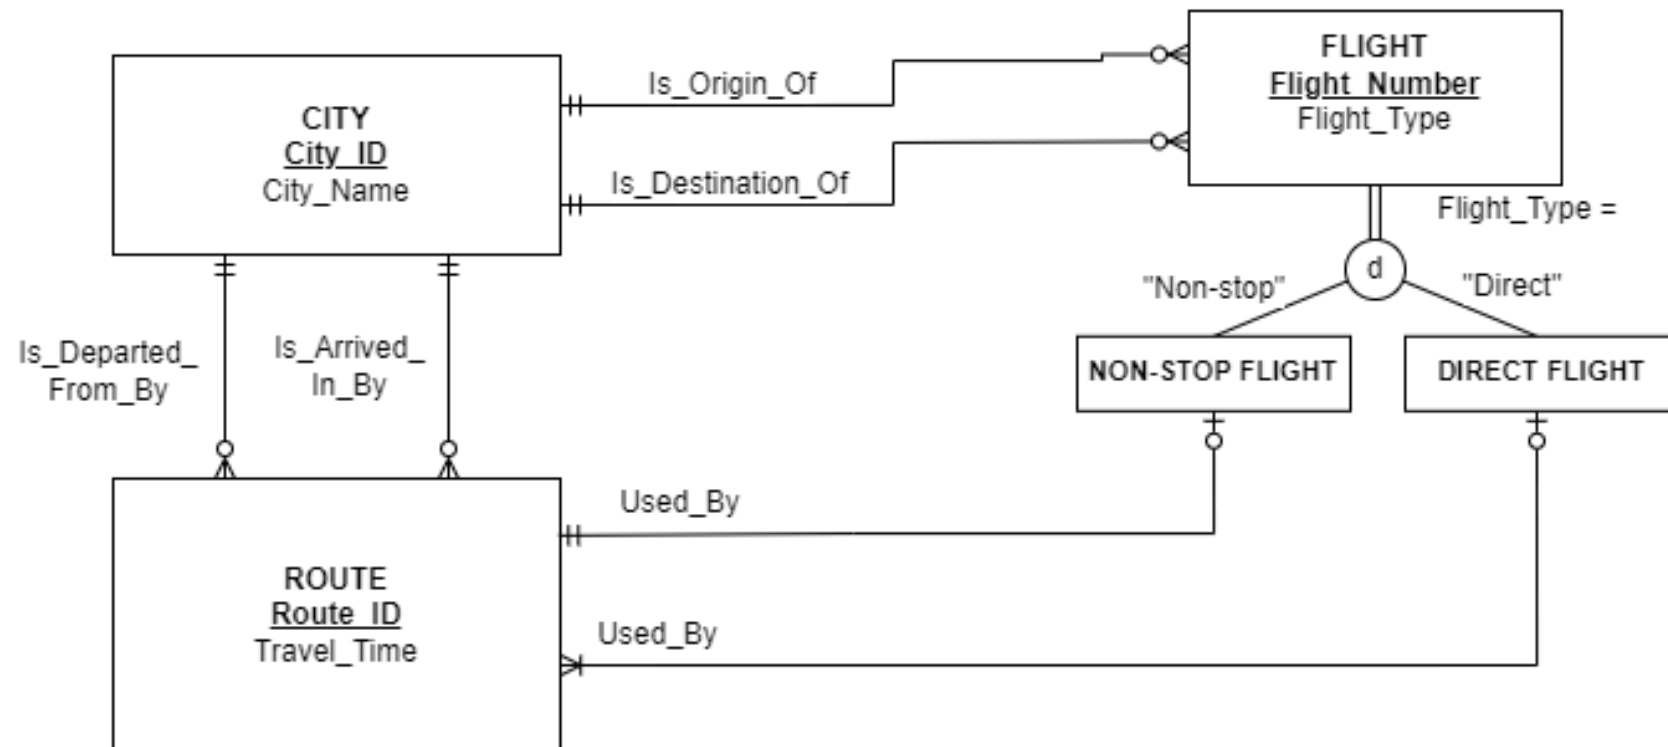 CITY
City_ID
City_Name
Is_Origin_Of
Is_Destination_Of
FLIGHT
Flight_Number
Flight_Type
Flight_Type =
d
"Non-stop"
"Direct"
NON-STOP FLIGHT
DIRECT FLIGHT
Is_Departed_
From_By
Is_Arrived_
In_By
ROUTE
Route_ID
Travel_Time
Used_By
Used_By